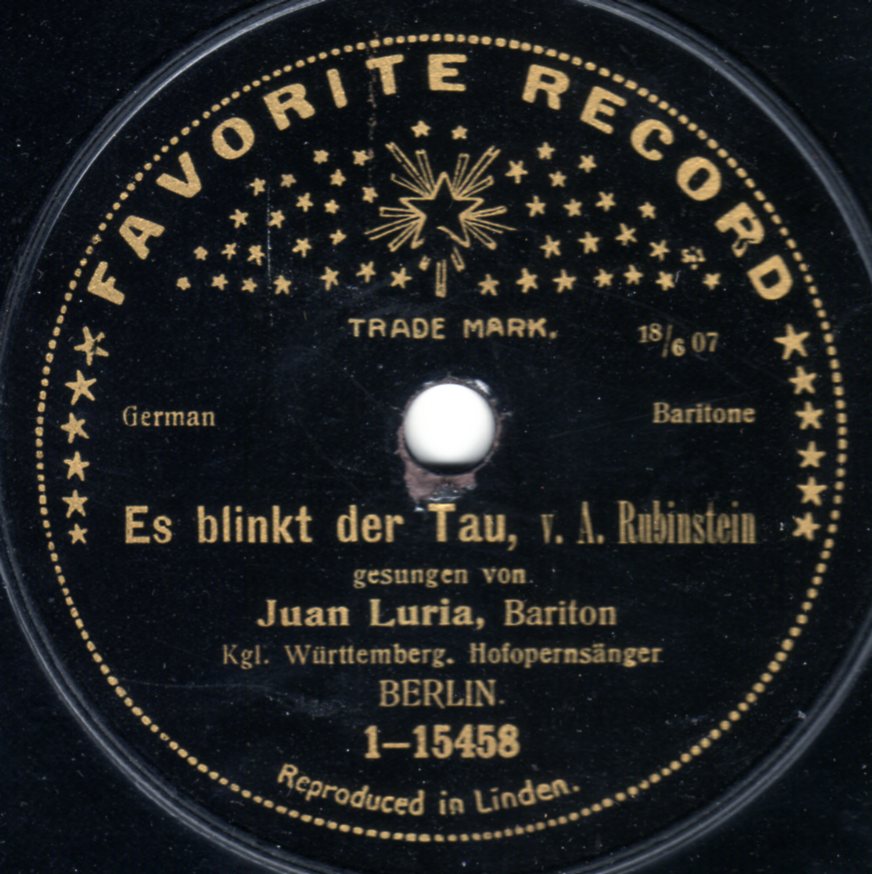 FAVORITE RECORD
TRADE MARK.
18/6 07
German
Baritone
Es blinkt der Tau, v. A. Rubinstein
gesungen von
Juan Luria, Bariton
Kgl. Württemberg. Hofopernsänger
BERLIN.
1–15458
Reproduced in Linden.